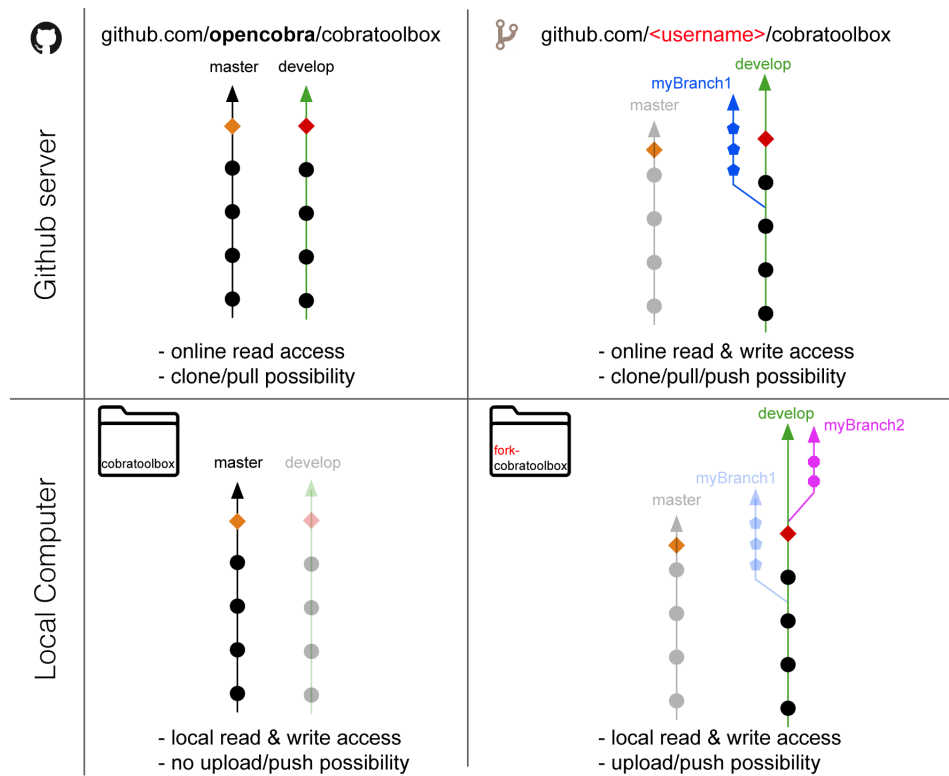 Github server
github.com/opencobra/cobratoolbox
master
develop
- online read access
- clone/pull possibility
github.com/<username>/cobratoolbox
develop
myBranch1
master
- online read & write access
- clone/pull/push possibility
Local Computer
cobratoolbox
master
develop
- local read & write access
- no upload/push possibility
fork-
cobratoolbox
develop
myBranch2
myBranch1
master
- local read & write access
- upload/push possibility